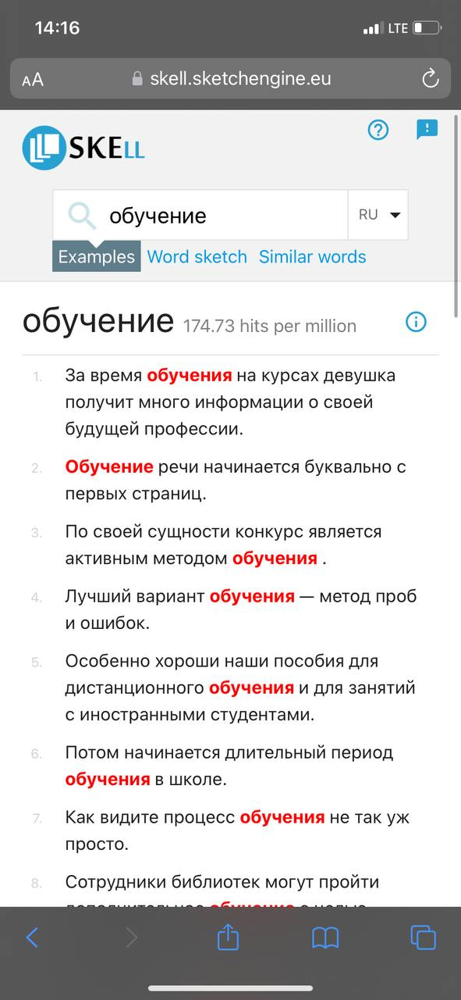 14:16
LTE
AA
skell.sketchengine.eu
SKELL
обучение
RU
Examples Word sketch Similar words
обучение 174.73 hits per million
1. За время обучения на курсах девушка
получит много информации о своей
будущей профессии.
2. Обучение речи начинается буквально с
первых страниц.
3. По своей сущности конкурс является
активным методом обучения .
4. Лучший вариант обучения — метод проб
и ошибок.
5. Особенно хороши наши пособия для
дистанционного обучения и для занятий
с иностранными студентами.
6. Потом начинается длительный период
обучения в школе.
7. Как видите процесс обучения не так уж
просто.
8. Сотрудники библиотек могут пройти